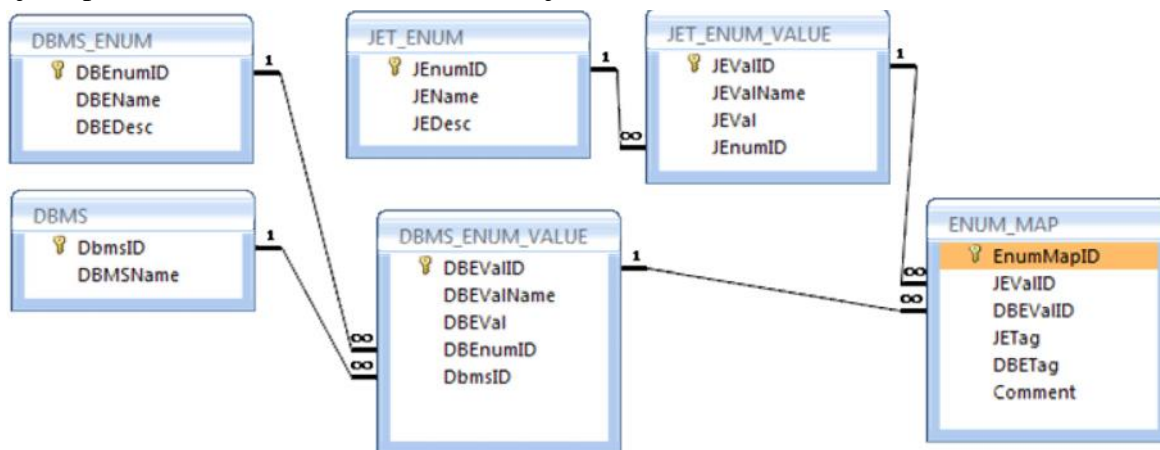 DBMS_ENUM
DBEnumID
DBEName
DBEDesc
1
JET_ENUM
JEnumID
JEName
JEDesc
1
∞
JET_ENUM_VALUE
JEValID
JEValName
JEVal
JEnumID
1
DBMS
DbmsID
DBMSName
1
∞
∞
DBMS_ENUM_VALUE
DBEValID
DBEValName
DBEVal
DBEnumID
DbmsID
1
∞
∞
ENUM_MAP
EnumMapID
JEValID
DBEValID
JETag
DBETag
Comment